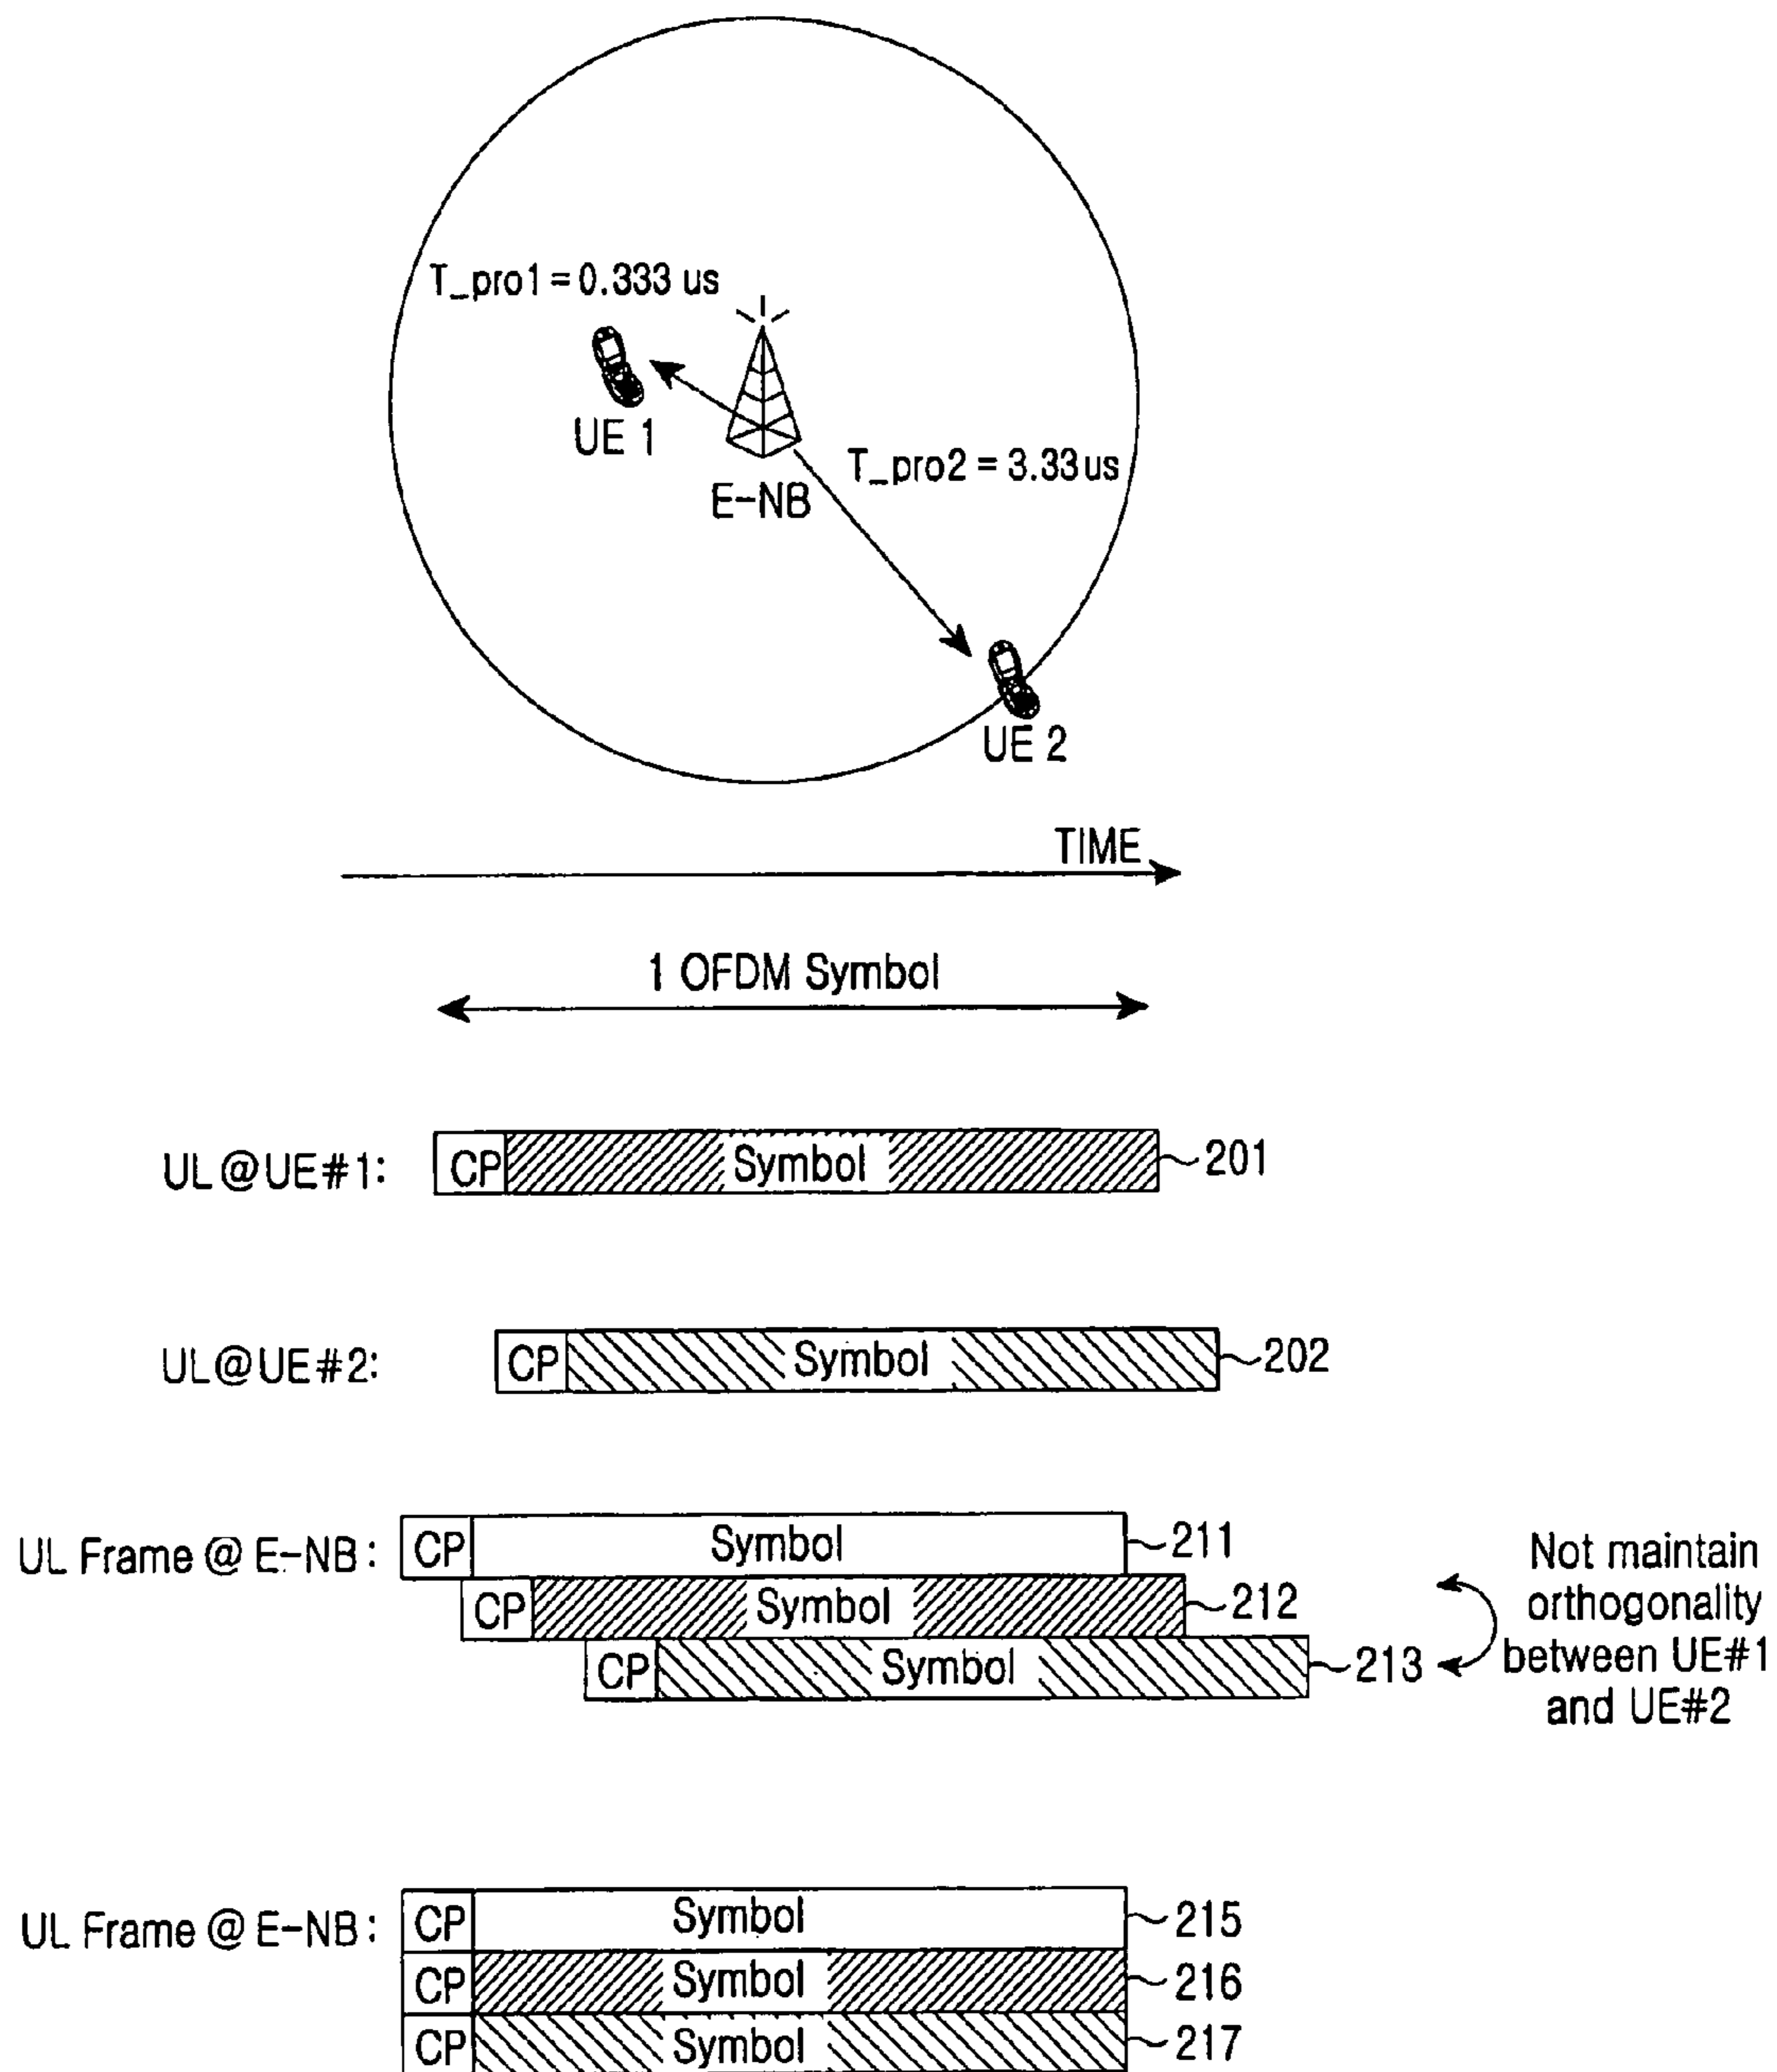 T_pro1 = 0.333 us
UE 1
T_pro2 = 3.33 us
E-NB
UE 2
TIME
1 OFDM Symbol
UL@UE#1: CP Symbol 201
UL@UE#2: CP Symbol 202
UL Frame @ E-NB: CP Symbol 211
CP Symbol 212
CP Symbol 213
Not maintain
orthogonality
between UE#1
and UE#2
UL Frame @ E-NB: CP Symbol 215
CP Symbol 216
CP Symbol 217